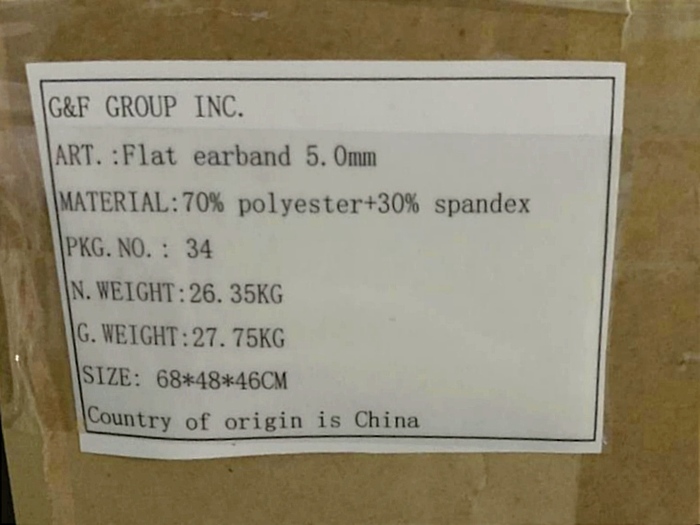 G&F GROUP INC.
ART.:Flat earband 5.0mm
MATERIAL:70% polyester+30% spandex
PKG.NO.: 34
N.WEIGHT:26.35KG
G.WEIGHT:27.75KG
SIZE: 68*48*46CM
Country of origin is China